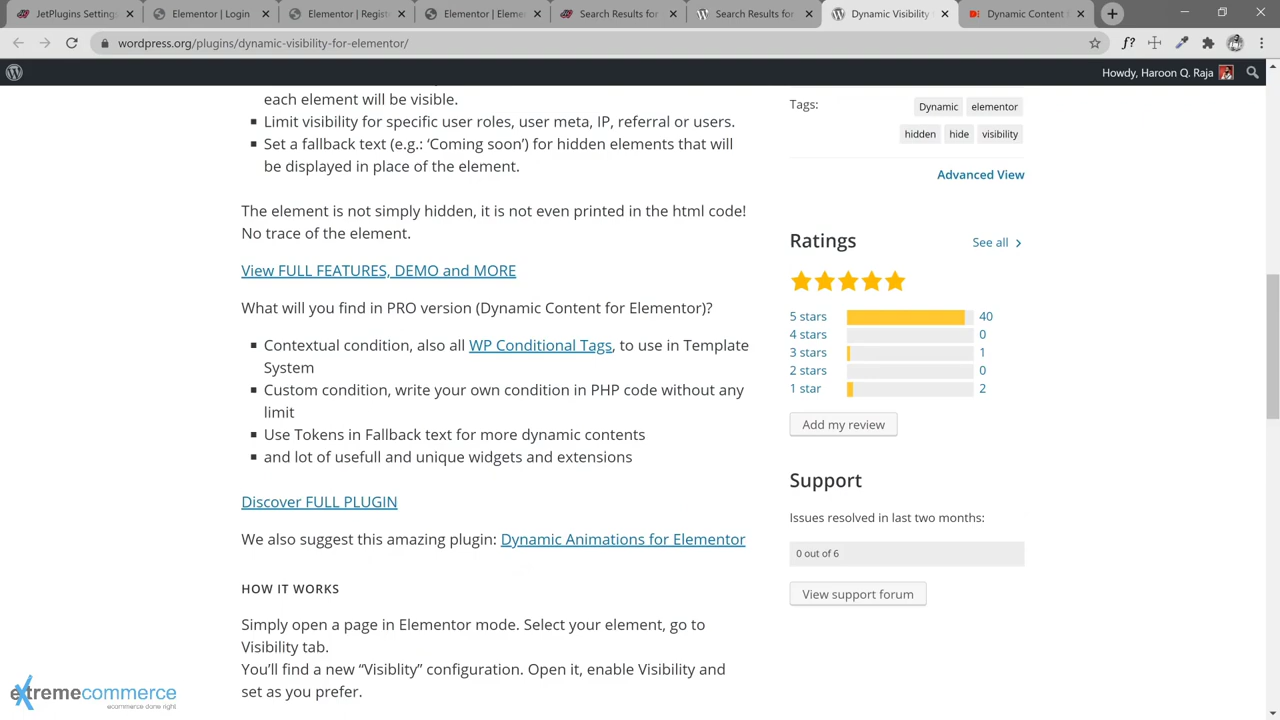 JetPlugins Setting
Elementor | Login
Elementor | Registe
Elementor | Eleme
Search Results for
Search Results for
Dynamic Visibility
Dynamic Content E
wordpress.org/plugins/dynamic-visibility-for-elementor/
f?
Howdy, Haroon Q. Raja
each element will be visible.
▪ Limit visibility for specific user roles, user meta, IP, referral or users.
▪ Set a fallback text (e.g.: ‘Coming soon’) for hidden elements that will
be displayed in place of the element.
The element is not simply hidden, it is not even printed in the html code!
No trace of the element.
View FULL FEATURES, DEMO and MORE
What will you find in PRO version (Dynamic Content for Elementor)?
▪ Contextual condition, also all WP Conditional Tags, to use in Template
System
▪ Custom condition, write your own condition in PHP code without any
limit
▪ Use Tokens in Fallback text for more dynamic contents
▪ and lot of usefull and unique widgets and extensions
Discover FULL PLUGIN
We also suggest this amazing plugin: Dynamic Animations for Elementor
HOW IT WORKS
Simply open a page in Elementor mode. Select your element, go to
Visibility tab.
You’ll find a new “Visiblity” configuration. Open it, enable Visibility and
set as you prefer.
Tags:
Dynamic
elementor
hidden
hide
visibility
Advanced View
Ratings
See all
5 stars 40
4 stars 0
3 stars 1
2 stars 0
1 star 2
Add my review
Support
Issues resolved in last two months:
0 out of 6
View support forum
extremecommerce
ecommerce done right